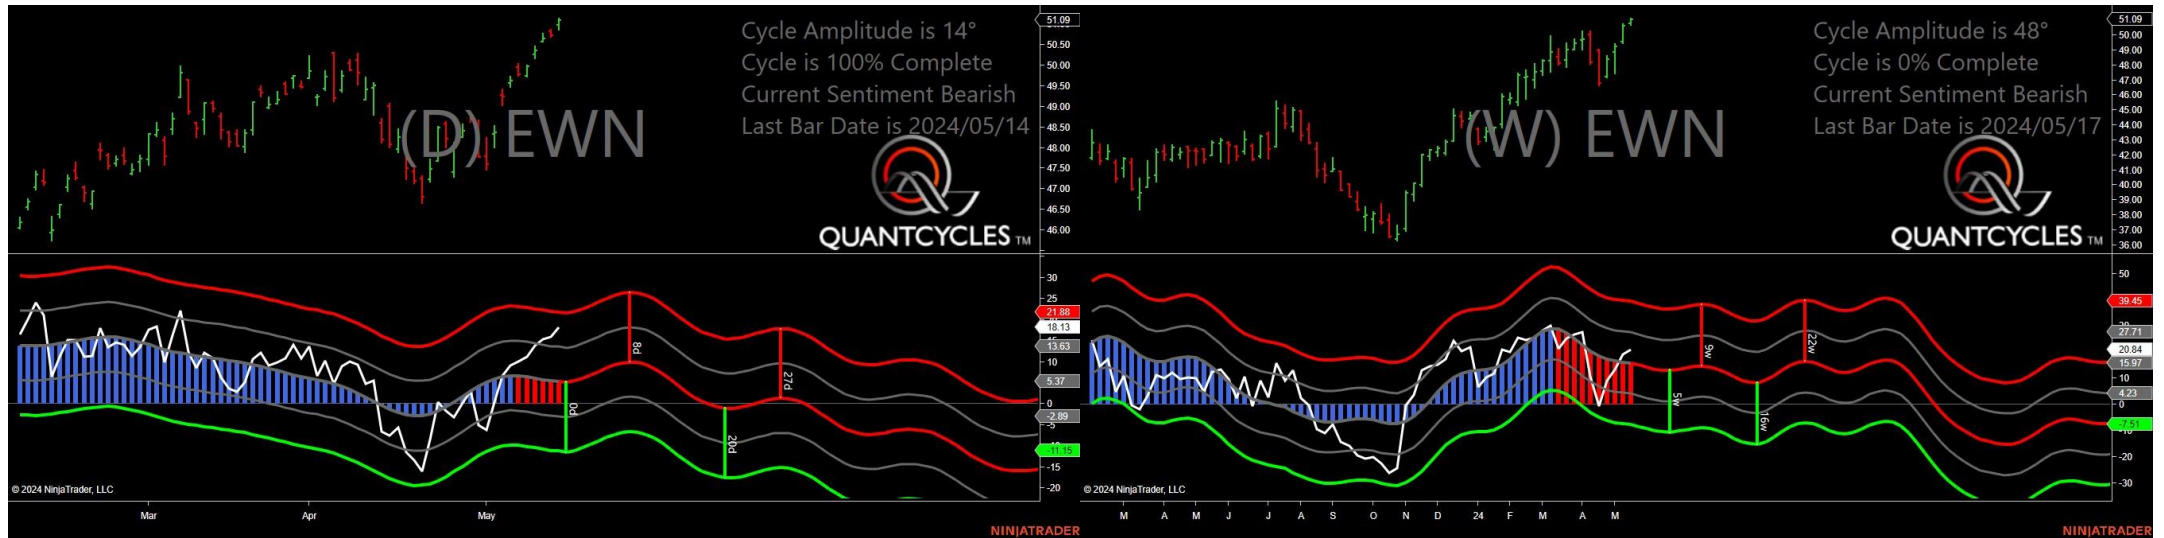 Cycle Amplitude is 14°
Cycle is 100% Complete
Current Sentiment Bearish
Last Bar Date is 2024/05/14
(D) EWN
QUANTCYCLES TM
51.09
50.50
50.00
49.50
49.00
48.50
48.00
47.50
47.00
46.50
46.00
30
25
21.88
18.13
13.63
10
5.37
0
-2.89
-5
-11.15
-15
-20
8d
27d
0d
20d
© 2024 NinjaTrader, LLC
Mar
Apr
May
NINJATRADER
Cycle Amplitude is 48°
Cycle is 0% Complete
Current Sentiment Bearish
Last Bar Date is 2024/05/17
(W) EWN
QUANTCYCLES TM
51.09
50.00
49.00
48.00
47.00
46.00
45.00
44.00
43.00
42.00
41.00
40.00
39.00
38.00
37.00
36.00
50
39.45
27.71
20.84
15.97
10
4.23
0
-7.51
-20
-30
9w
22w
5w
16w
© 2024 NinjaTrader, LLC
M
A
M
J
J
A
S
O
N
D
24
F
M
A
M
NINJATRADER